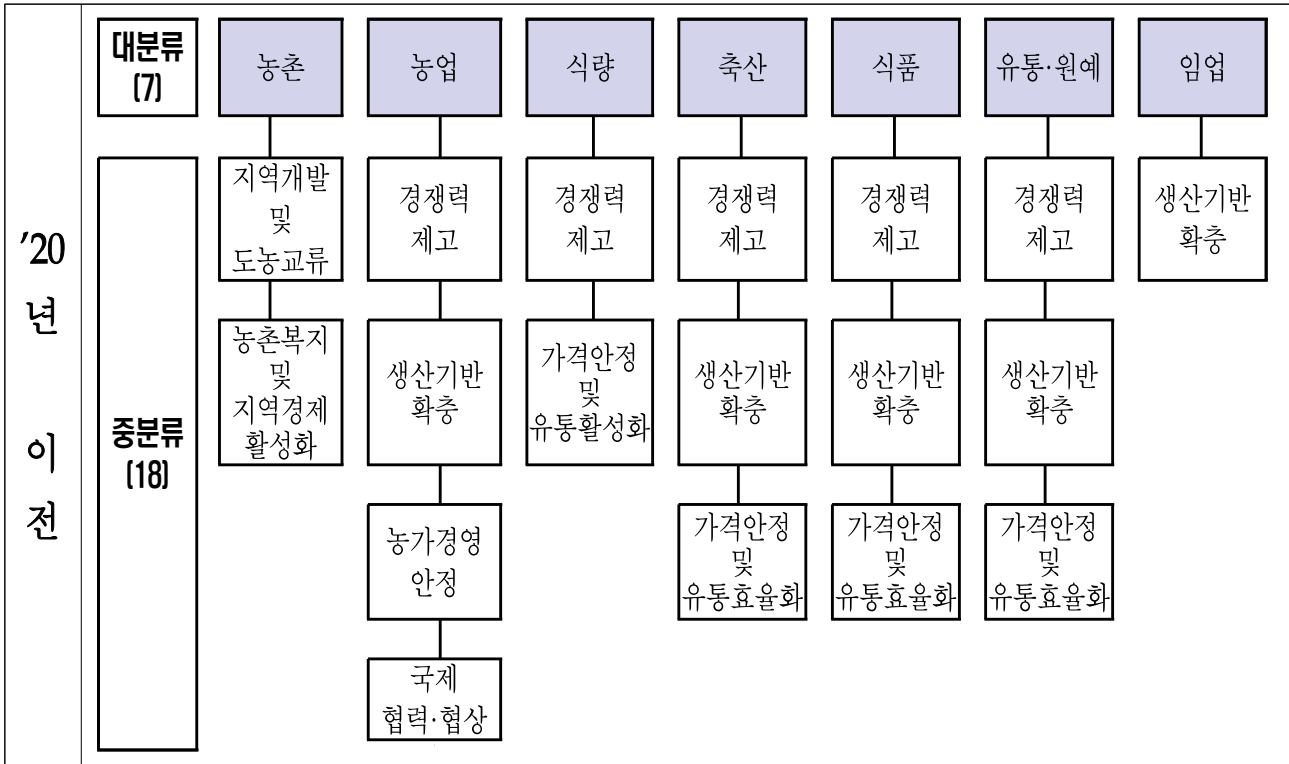 '20
년
이
전
대분류
(7)
농촌
농업
식량
축산
식품
유통·원예
임업
중분류
(18)
지역개발
및
도농교류
경쟁력
제고
경쟁력
제고
경쟁력
제고
경쟁력
제고
경쟁력
제고
생산기반
확충
농촌복지
및
지역경제
활성화
생산기반
확충
가격안정
및
유통활성화
생산기반
확충
생산기반
확충
생산기반
확충
농가경영
안정
가격안정
및
유통효율화
가격안정
및
유통효율화
가격안정
및
유통효율화
국제
협력·협상